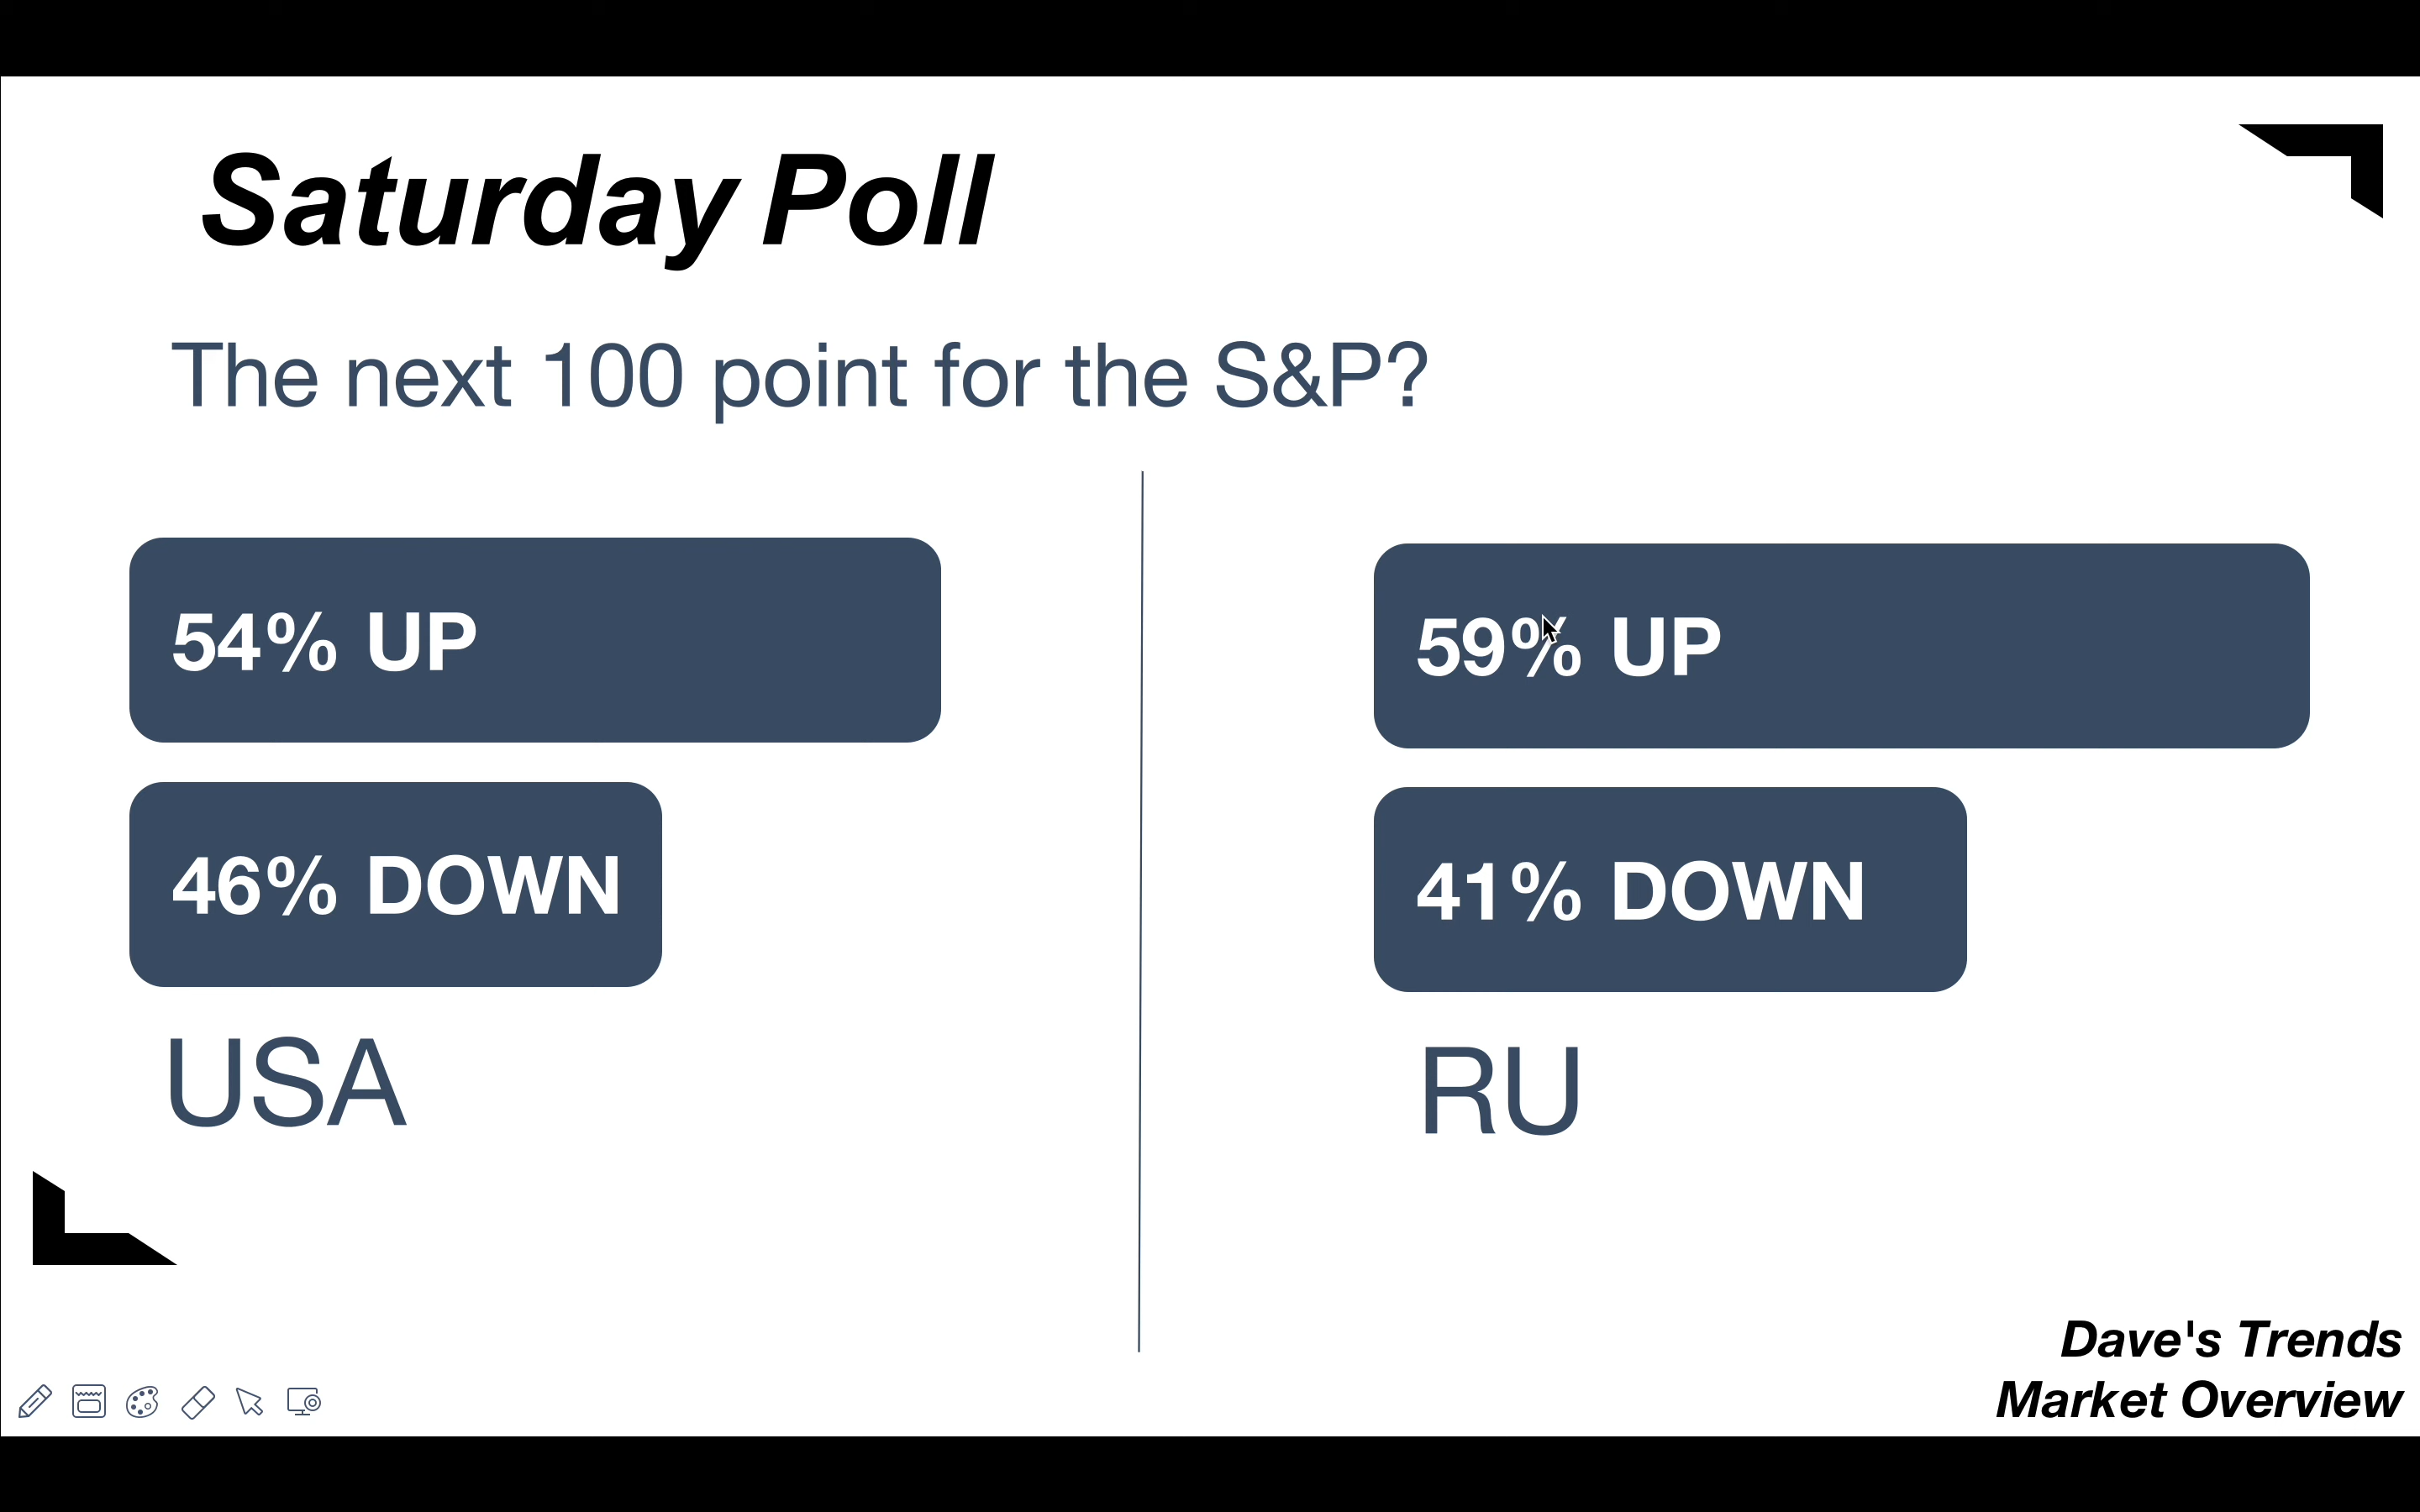 Saturday Poll
The next 100 point for the S&P?
54% UP
46% DOWN
USA
59% UP
41% DOWN
RU
Dave's Trends
Market Overview